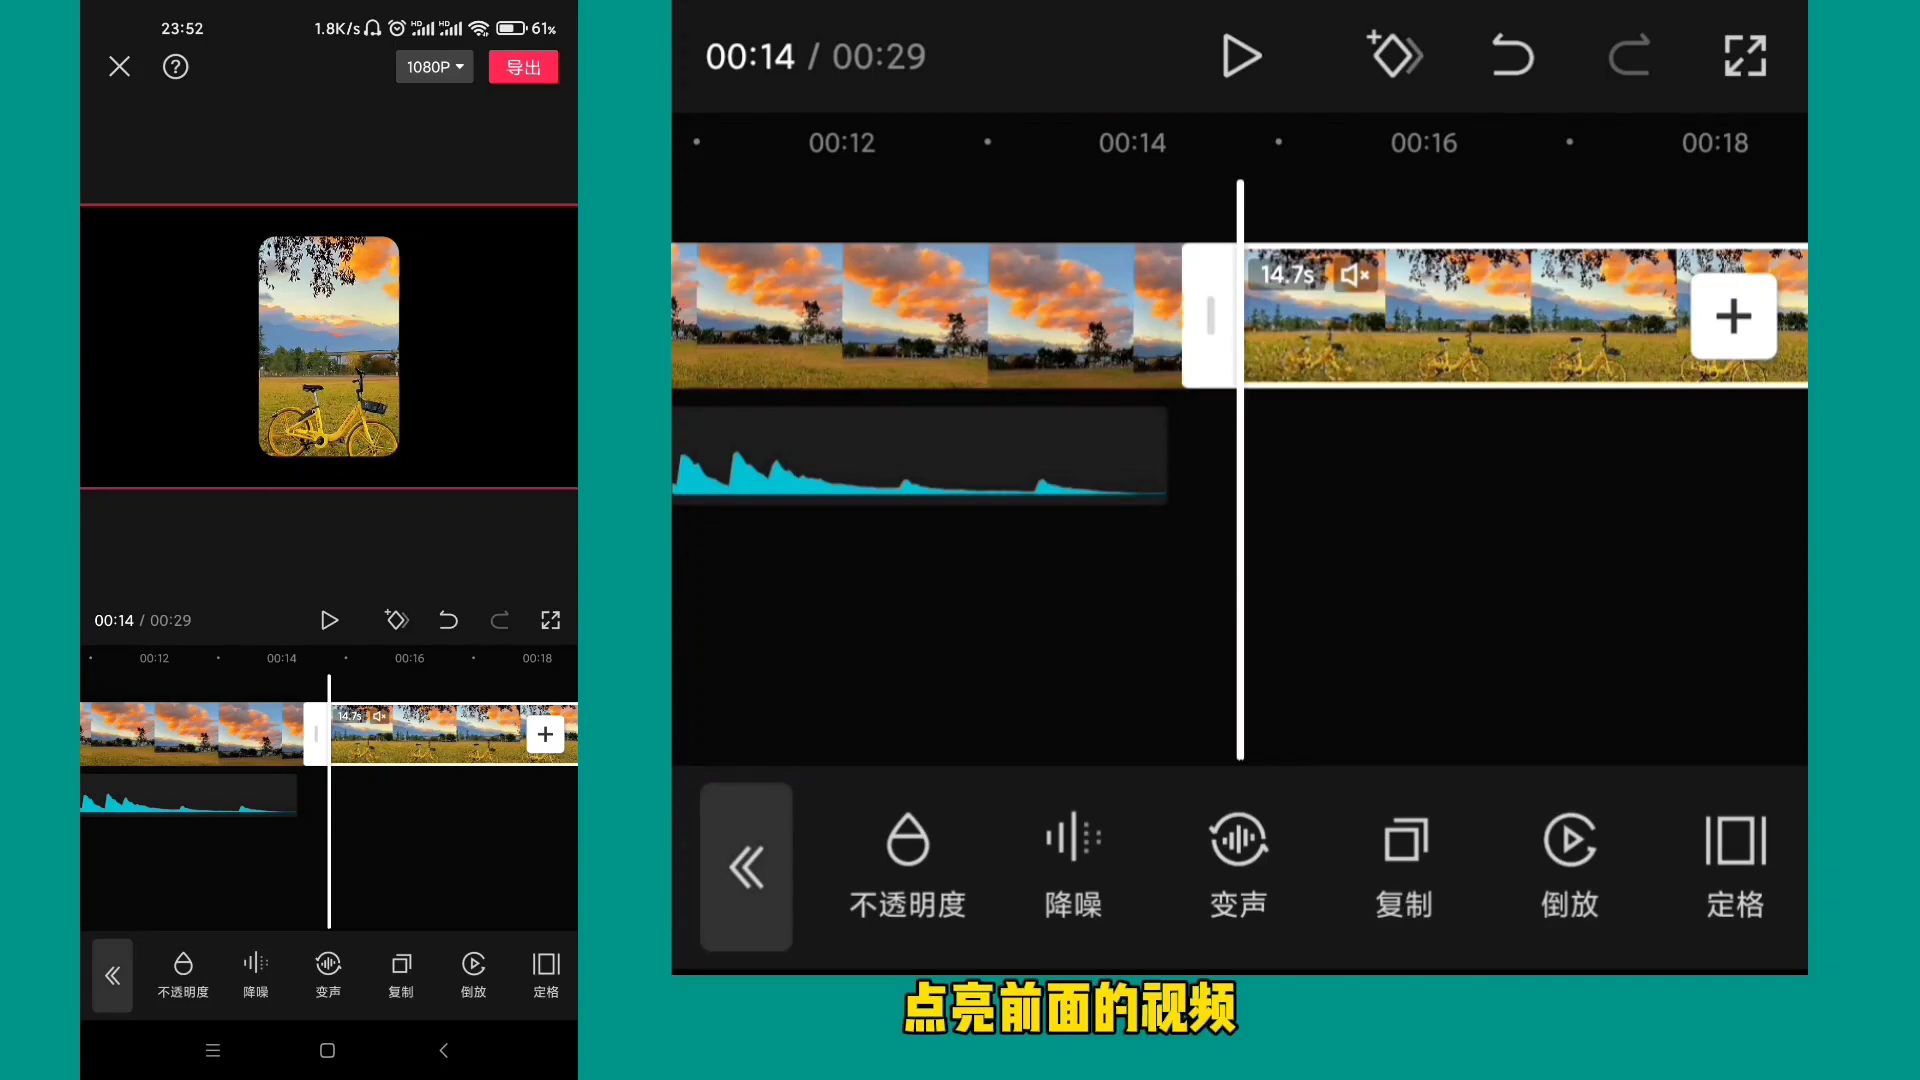 23:52
1.8K/s
HD
HD
61%
1080P
导出
00:14 / 00:29
00:12
00:14
00:16
00:18
14.7s
不透明度
降噪
变声
复制
倒放
定格
00:14 / 00:29
00:12
00:14
00:16
00:18
14.7s
不透明度
降噪
变声
复制
倒放
定格
点亮前面的视频